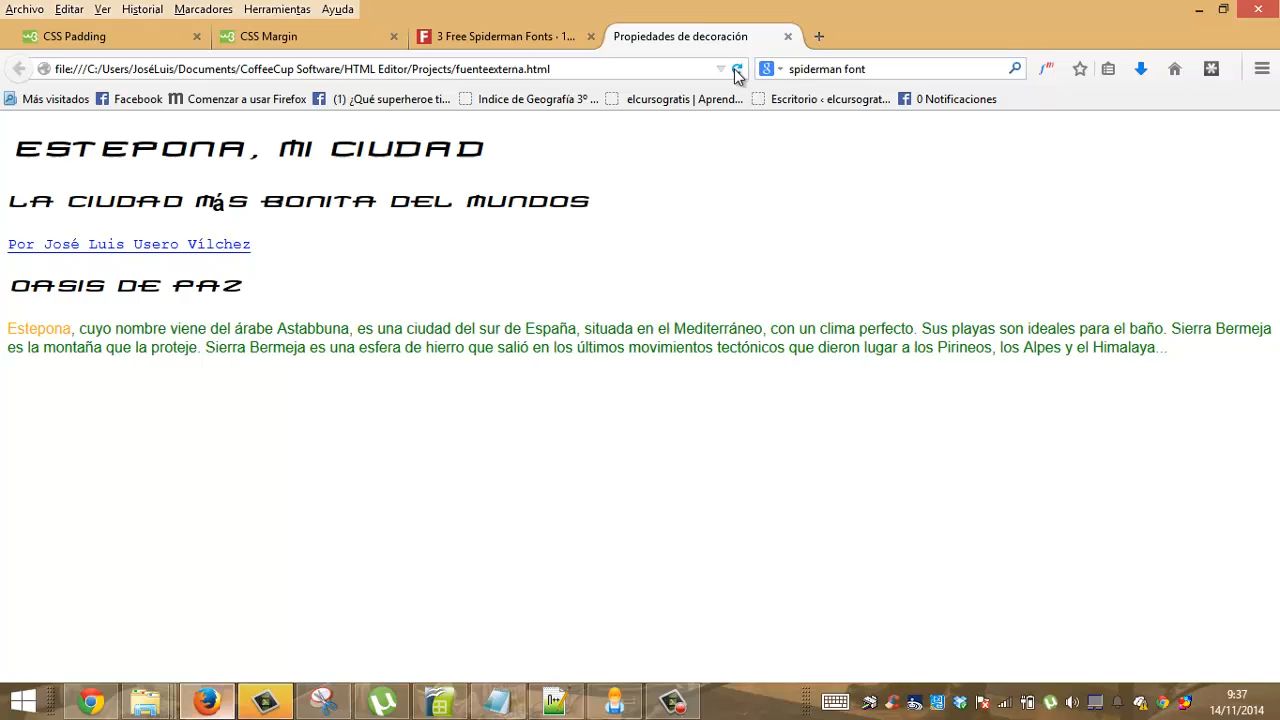 Archivo Editar Ver Historial Marcadores Herramientas Ayuda
CSS Padding CSS Margin 3 Free Spiderman Fonts · 1... Propiedades de decoración
file:///C:/Users/JoséLuis/Documents/CoffeeCup Software/HTML Editor/Projects/fuenteexterna.html spiderman font
Más visitados Facebook Comenzar a usar Firefox (1) ¿Qué superheroe ti... Indice de Geografía 3º ... elcursogratis | Aprend... Escritorio ‹ elcursograt... 0 Notificaciones
ESTEPONA, MI CIUDAD
LA CIUDAD MáS BONITA DEL MUNDOS
Por José Luis Usero Vílchez
OASIS DE PAZ
Estepona, cuyo nombre viene del árabe Astabbuna, es una ciudad del sur de España, situada en el Mediterráneo, con un clima perfecto. Sus playas son ideales para el baño. Sierra Bermeja
es la montaña que la proteje. Sierra Bermeja es una esfera de hierro que salió en los últimos movimientos tectónicos que dieron lugar a los Pirineos, los Alpes y el Himalaya...
9:37
14/11/2014